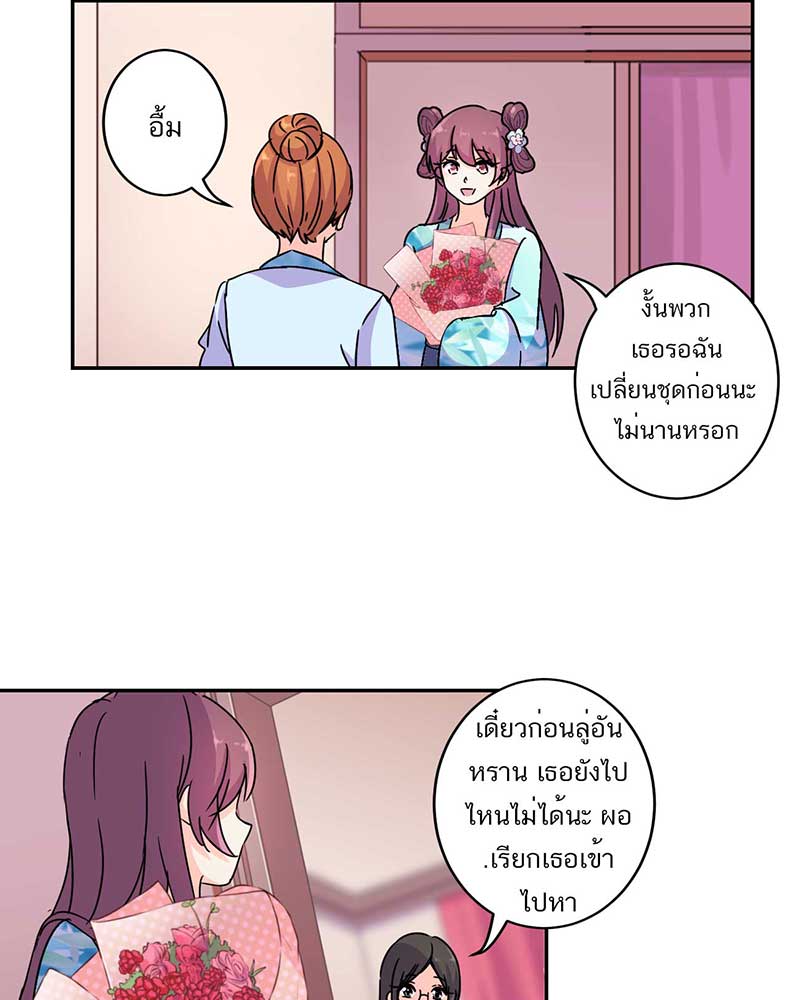 อื้ม
งั้นพวก
เธอรอฉัน
เปลี่ยนชุดก่อนนะ
ไม่นานหรอก
เดี๋ยวก่อนลู่อัน
หราน เธอยังไป
ไหนไม่ได้นะ ผอ
.เรียกเธอเข้า
ไปหา